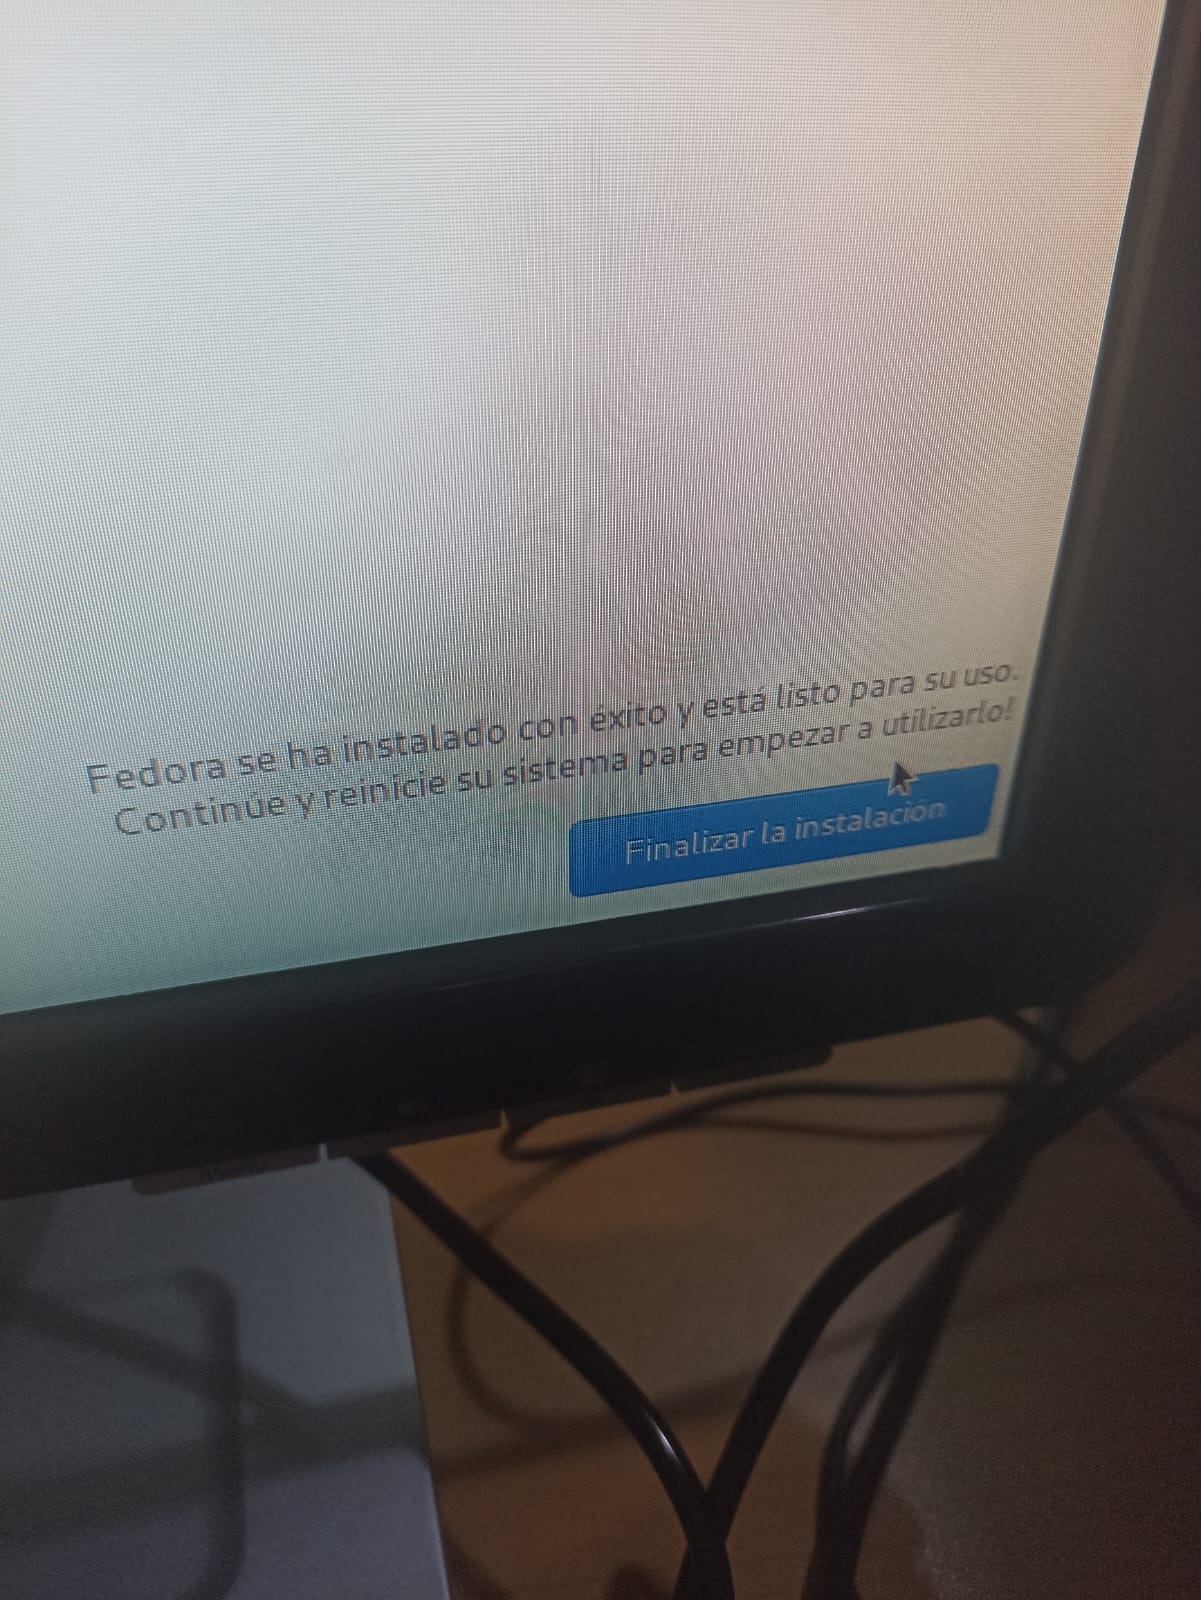 Fedora se ha instalado con éxito y está listo para su uso.
Continúe y reinicie su sistema para empezar a utilizarlo!
Finalizar la instalación